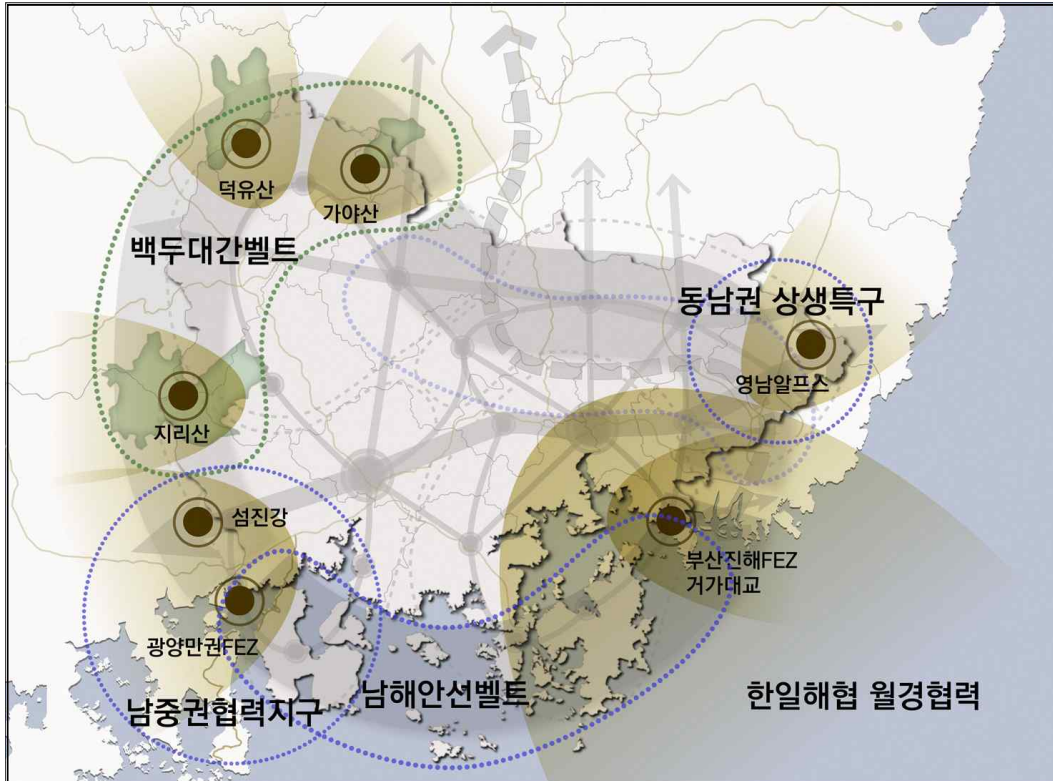 덕유산
가야산
백두대간벨트
동남권 상생특구
영남알프스
지리산
섬진강
부산진해FEZ
거가대교
광양만권FEZ
남중권협력지구
남해안선벨트
한일해협 월경협력